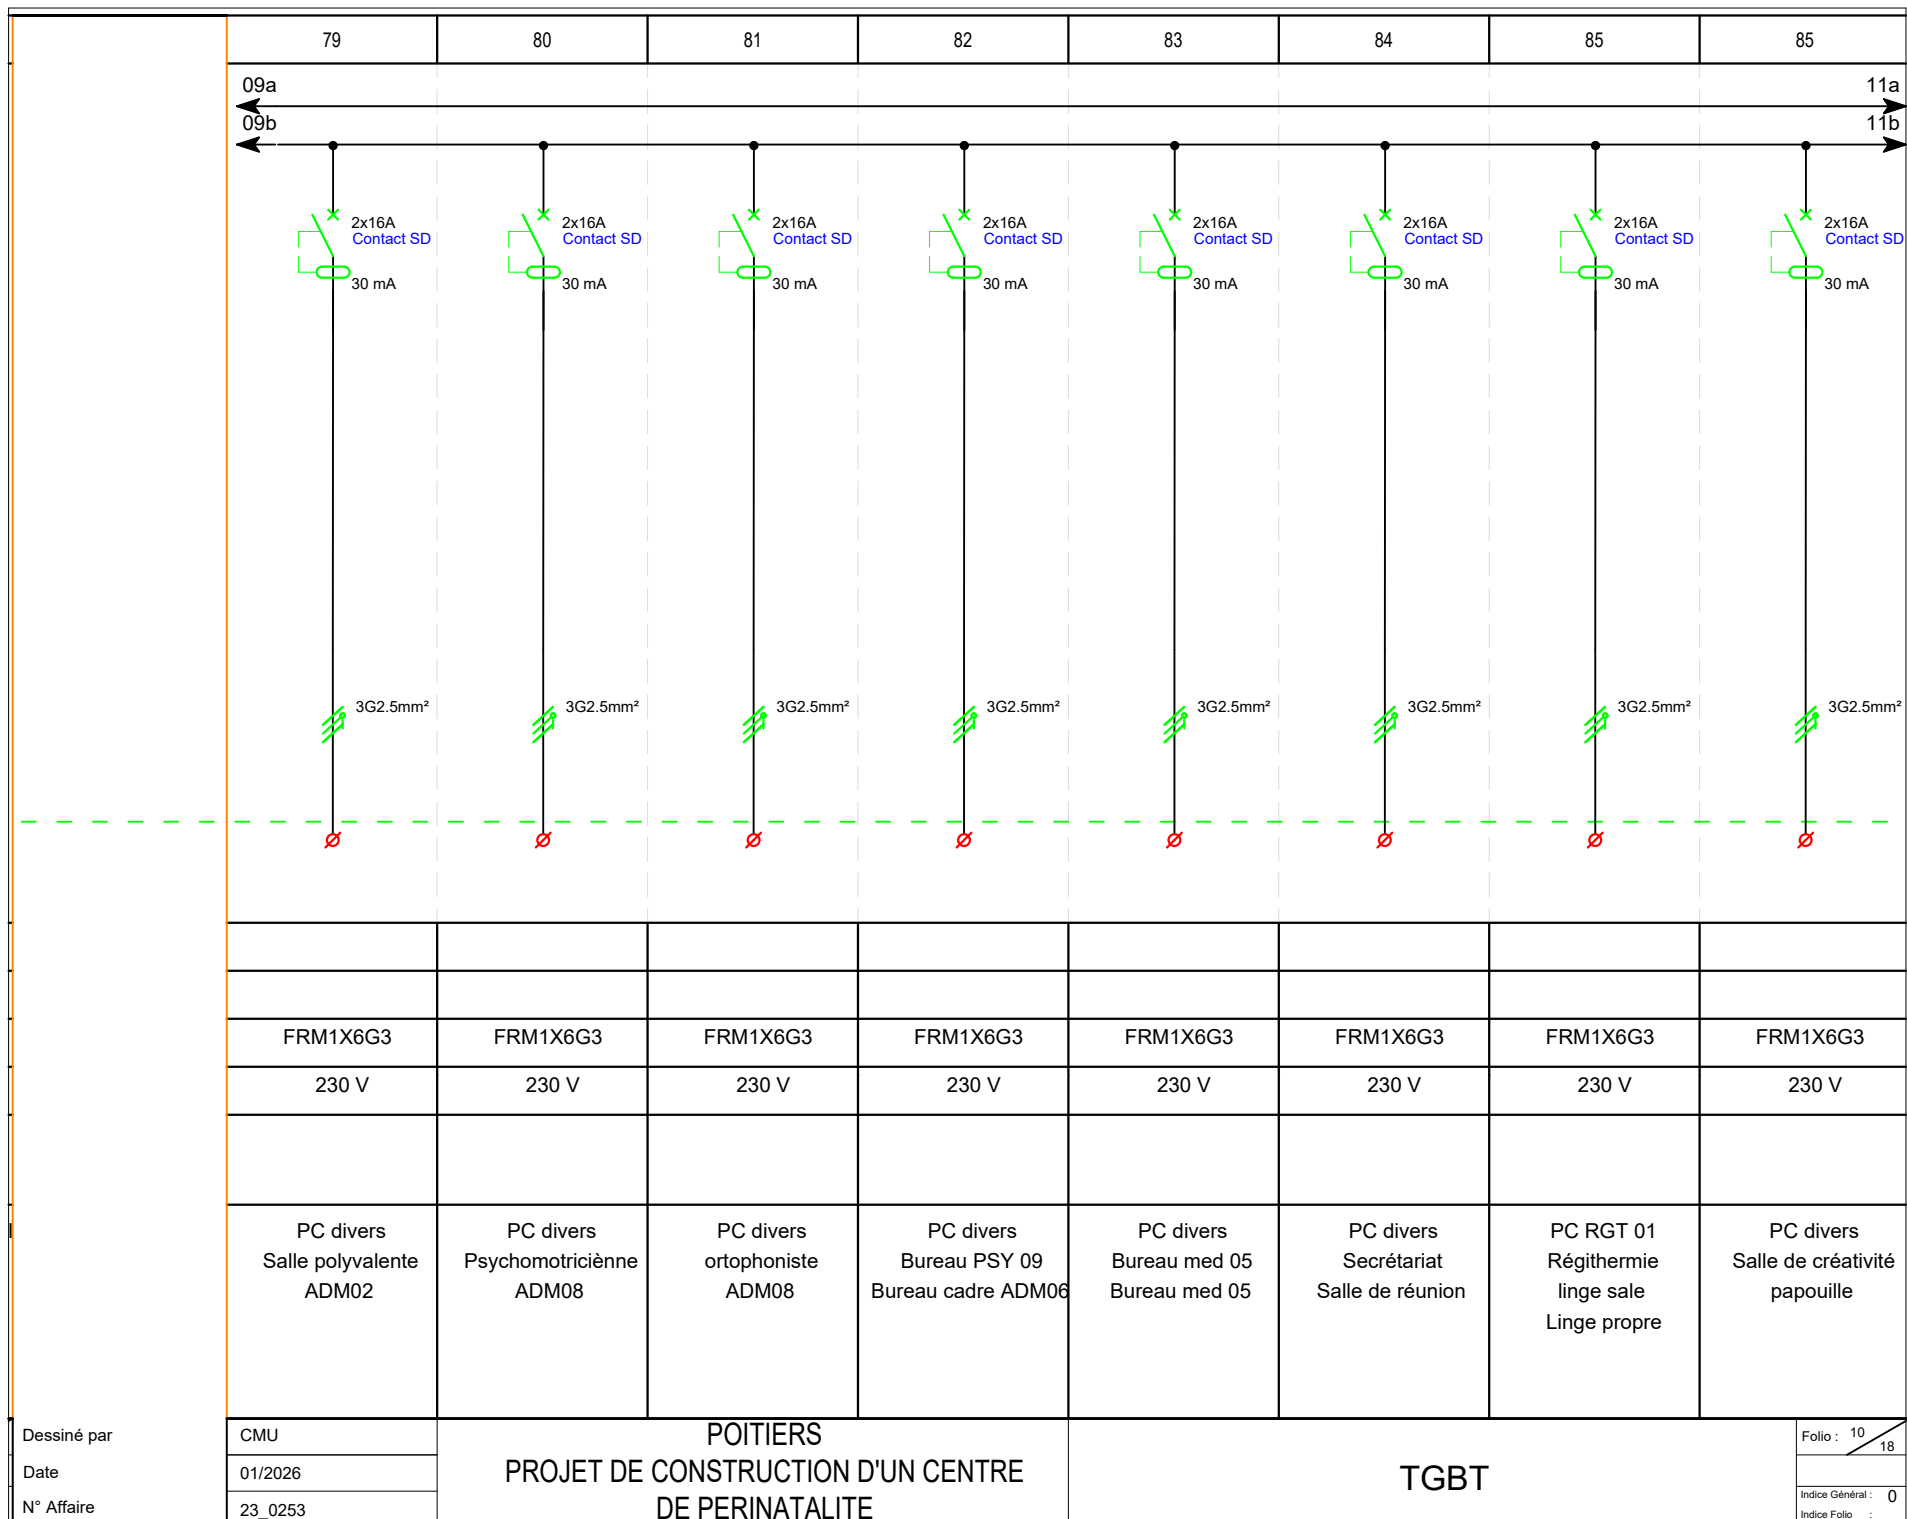 79 80 81 82 83 84 85 85
09a 11a
09b 11b
2x16A 2x16A 2x16A 2x16A 2x16A 2x16A 2x16A 2x16A
Contact SD Contact SD Contact SD Contact SD Contact SD Contact SD Contact SD Contact SD
30 mA 30 mA 30 mA 30 mA 30 mA 30 mA 30 mA 30 mA
3G2.5mm² 3G2.5mm² 3G2.5mm² 3G2.5mm² 3G2.5mm² 3G2.5mm² 3G2.5mm² 3G2.5mm²
FRM1X6G3 FRM1X6G3 FRM1X6G3 FRM1X6G3 FRM1X6G3 FRM1X6G3 FRM1X6G3 FRM1X6G3
230 V 230 V 230 V 230 V 230 V 230 V 230 V 230 V
PC divers
Salle polyvalente
ADM02
PC divers
Psychomotriciènne
ADM08
PC divers
ortophoniste
ADM08
PC divers
Bureau PSY 09
Bureau cadre ADM06
PC divers
Bureau med 05
Bureau med 05
PC divers
Secrétariat
Salle de réunion
PC RGT 01
Régithermie
linge sale
Linge propre
PC divers
Salle de créativité
papouille
Dessiné par CMU
Date 01/2026
N° Affaire 23_0253
POITIERS
PROJET DE CONSTRUCTION D'UN CENTRE
DE PERINATALITE
TGBT
Folio : 10 18
Indice Général : 0
Indice Folio :